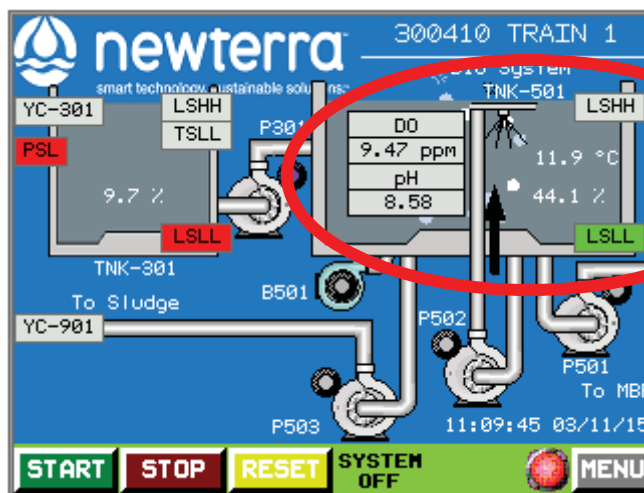 newterra
smart technology. sustainable solutions.
300410 TRAIN 1
TNK-501
YC-301
LSHH
TSLL
PSL
P301
DO
9.47 ppm
pH
8.58
LSHH
11.9 °C
44.1 %
9.7 %
LSLL
LSLL
TNK-301
B501
To Sludge
YC-901
P502
P501
To MBR
P503
11:09:45 03/11/15
START
STOP
RESET
SYSTEM
OFF
MENU